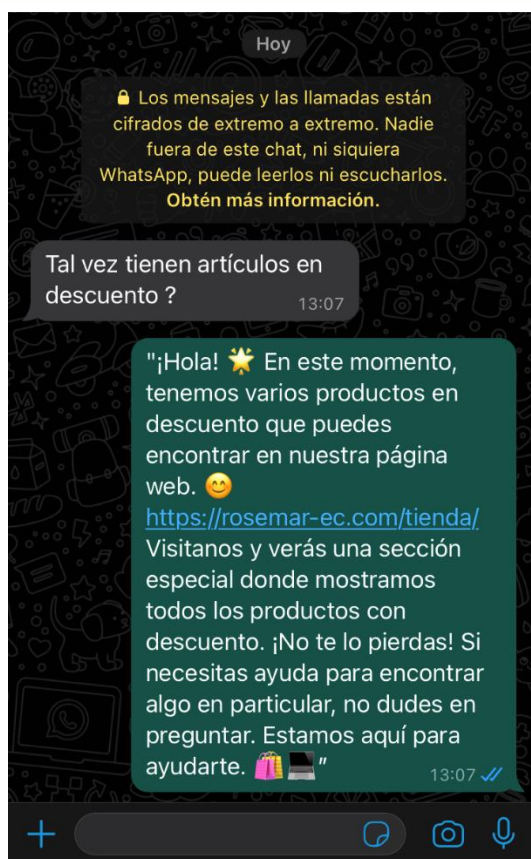 Hoy
🔒 Los mensajes y las llamadas están
cifrados de extremo a extremo. Nadie
fuera de este chat, ni siquiera
WhatsApp, puede leerlos ni escucharlos.
Obtén más información.
Tal vez tienen artículos en
descuento ?
13:07
"¡Hola! 🌟 En este momento,
tenemos varios productos en
descuento que puedes
encontrar en nuestra página
web. 😊
https://rosemar-ec.com/tienda/
Visitanos y verás una sección
especial donde mostramos
todos los productos con
descuento. ¡No te lo pierdas! Si
necesitas ayuda para encontrar
algo en particular, no dudes en
preguntar. Estamos aquí para
ayudarte. 🛍️💻"
13:07